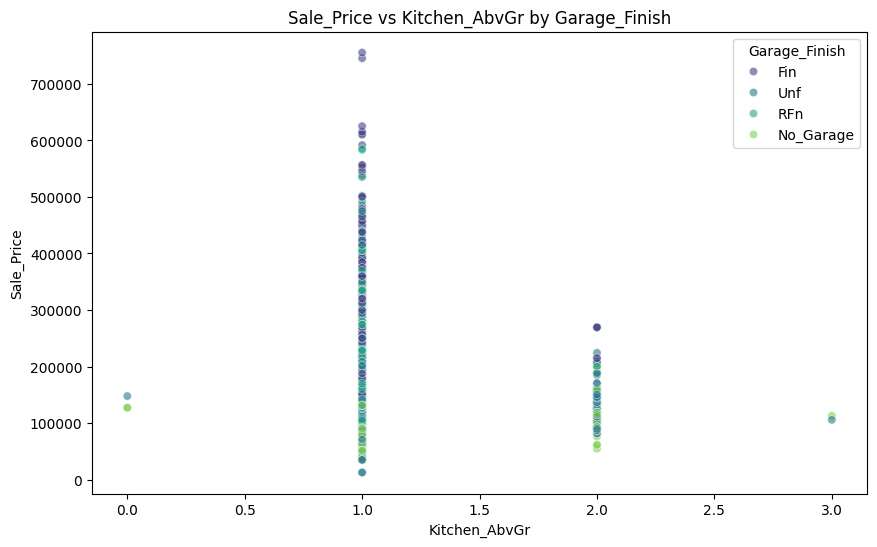 Sale_Price vs Kitchen_AbvGr by Garage_Finish
Garage_Finish
Fin
Unf
RFn
No_Garage
Sale_Price
700000
600000
500000
400000
300000
200000
100000
0
0.0
0.5
1.0
1.5
2.0
2.5
3.0
Kitchen_AbvGr